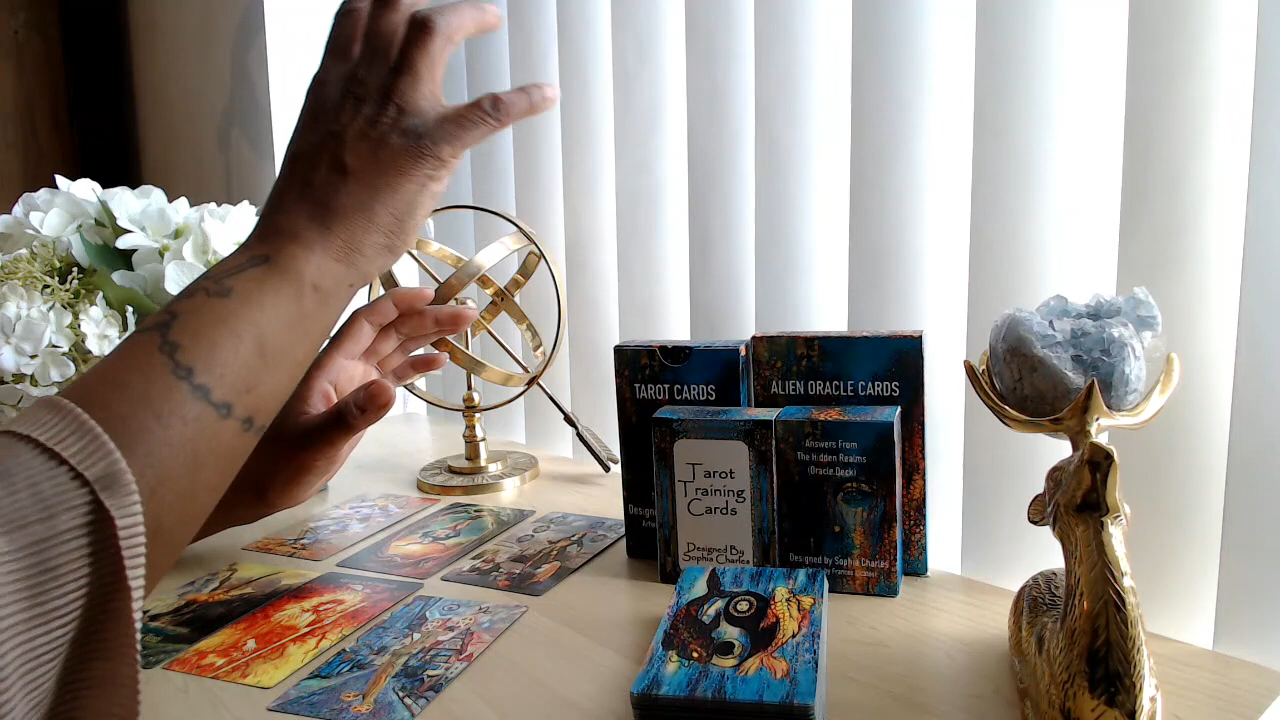 TAROT CARDS
ALIEN ORACLE CARDS
Tarot
Training
Cards
Designed By
Sophia Charles
Answers From
The Hidden Realms
(Oracle Deck)
Designed by Sophia Charles